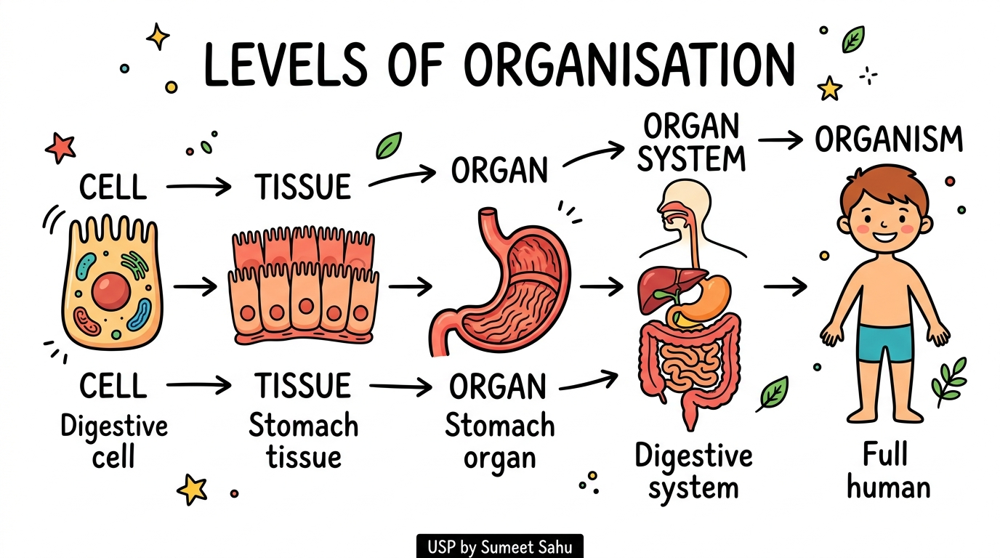 LEVELS OF ORGANISATION
CELL
TISSUE
ORGAN
ORGAN
SYSTEM
ORGANISM
CELL
TISSUE
ORGAN
Digestive
cell
Stomach
tissue
Stomach
organ
Digestive
system
Full
human
USP by Sumeet Sahu